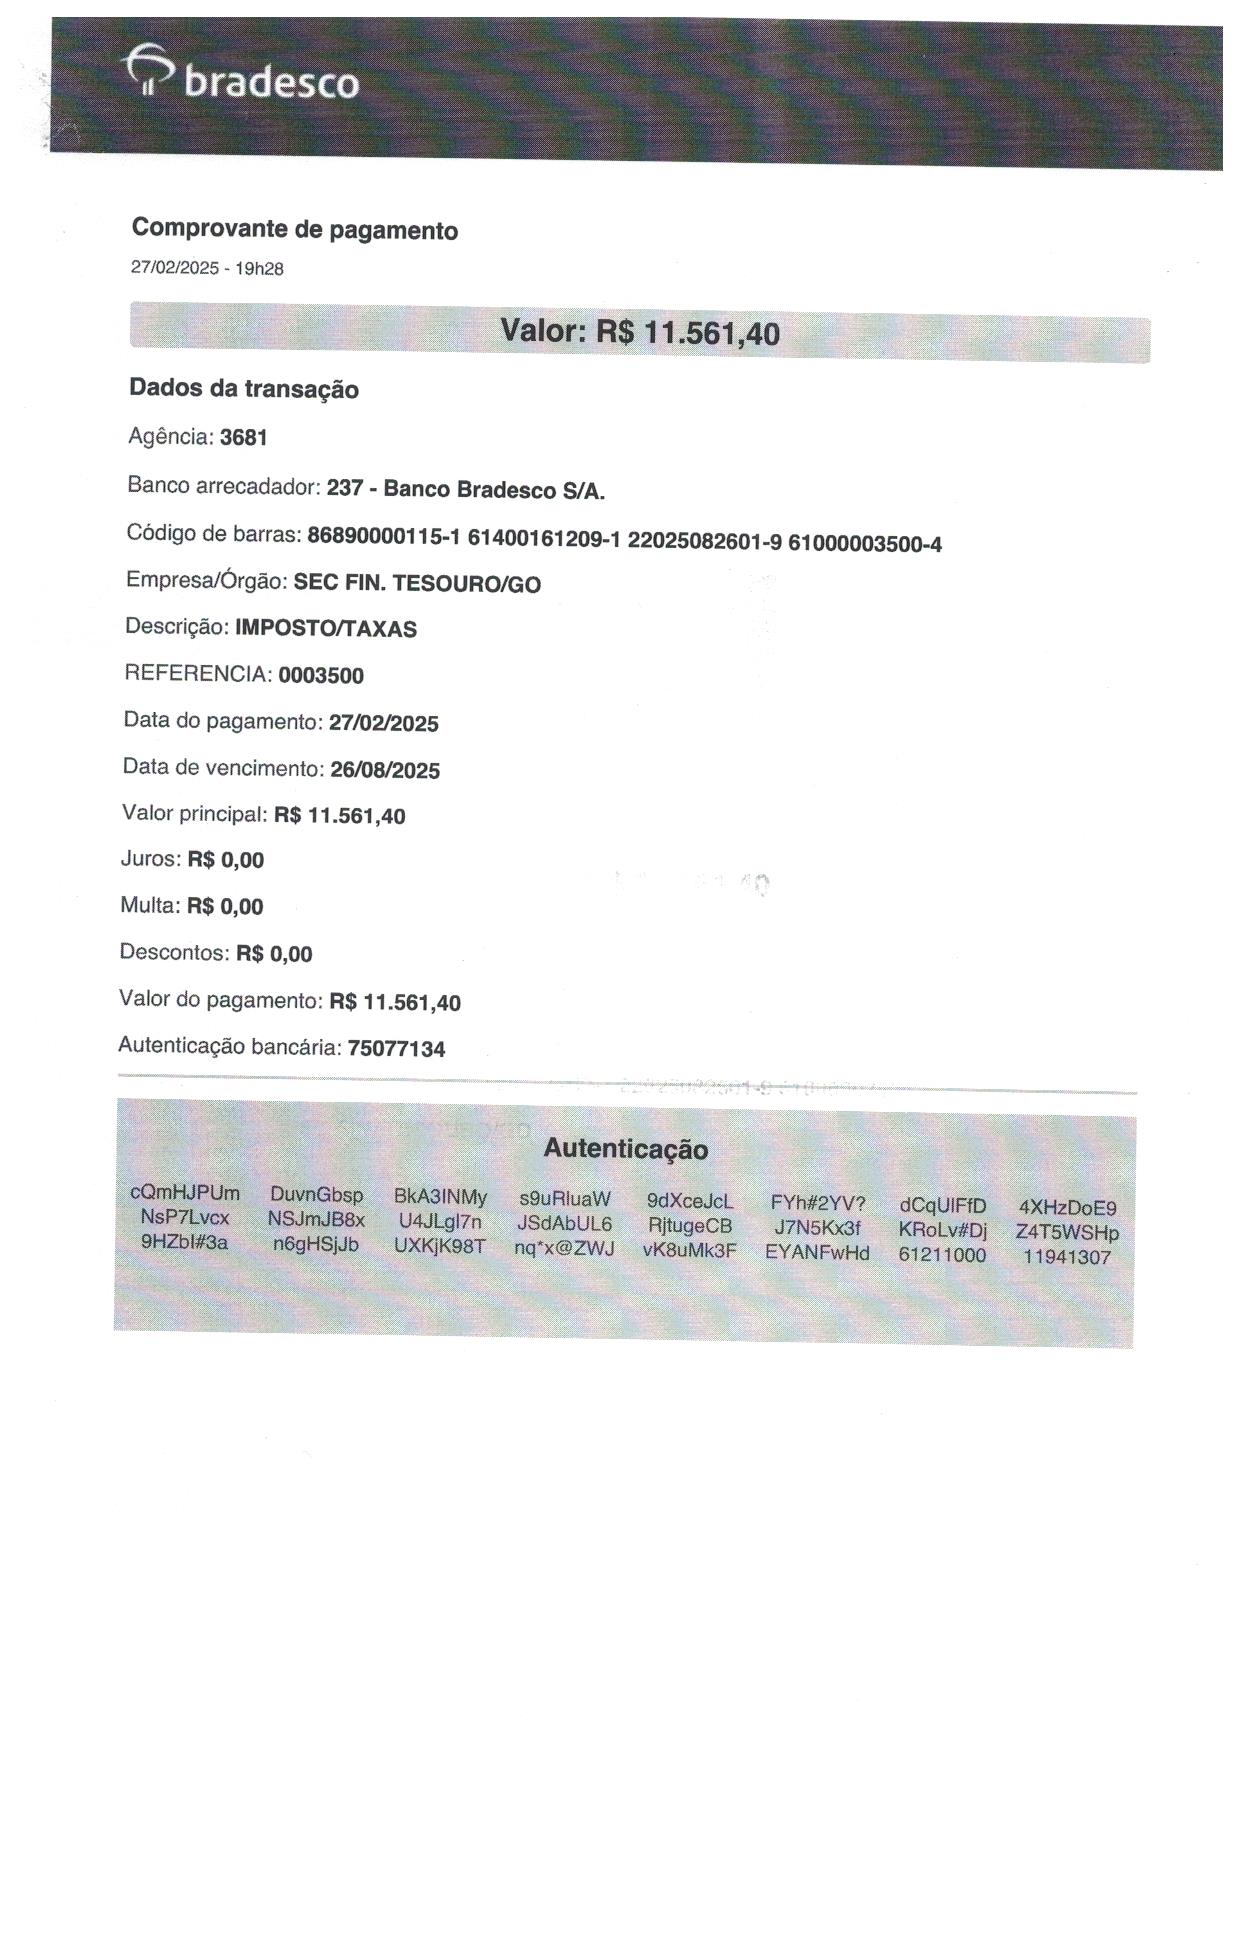 bradesco
Comprovante de pagamento
27/02/2025 - 19h28
Valor: R$ 11.561,40
Dados da transação
Agência: 3681
Banco arrecadador: 237 - Banco Bradesco S/A.
Código de barras: 86890000115-1 61400161209-1 22025082601-9 61000003500-4
Empresa/Órgão: SEC FIN. TESOURO/GO
Descrição: IMPOSTO/TAXAS
REFERENCIA: 0003500
Data do pagamento: 27/02/2025
Data de vencimento: 26/08/2025
Valor principal: R$ 11.561,40
Juros: R$ 0,00
Multa: R$ 0,00
Descontos: R$ 0,00
Valor do pagamento: R$ 11.561,40
Autenticação bancária: 75077134
Autenticação
cQmHJPUm DuvnGbsp BkA3INMy s9uRluaW 9dXceJcL FYh#2YV? dCqUlFfD 4XHzDoE9
NsP7Lvcx NSJmJB8x U4JLgl7n JSdAbUL6 RjtugeCB J7N5Kx3f KRoLv#Dj Z4T5WSHp
9HZbl#3a n6gHSjJb UXKjK98T nq*x@ZWJ vK8uMk3F EYANFwHd 61211000 11941307